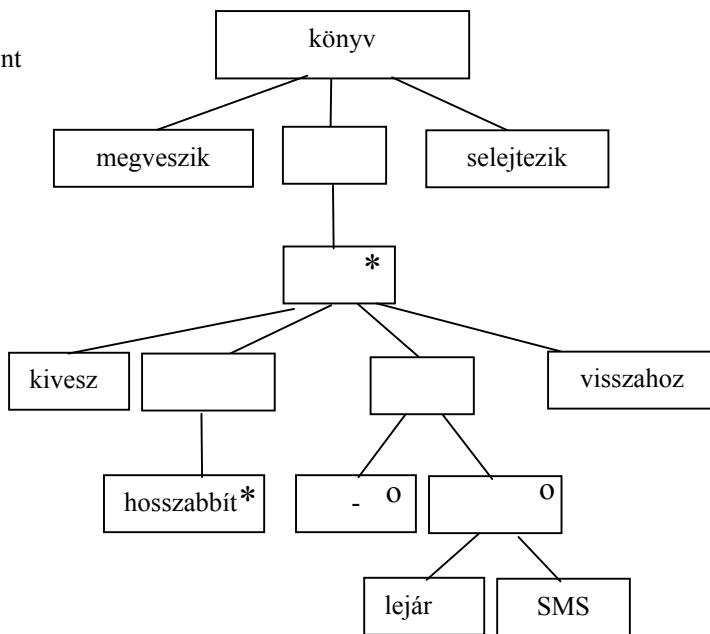 könyv
nt
megveszik
selejtezik
*
kivesz
visszahoz
hosszabbít*
- o
o
lejár
SMS